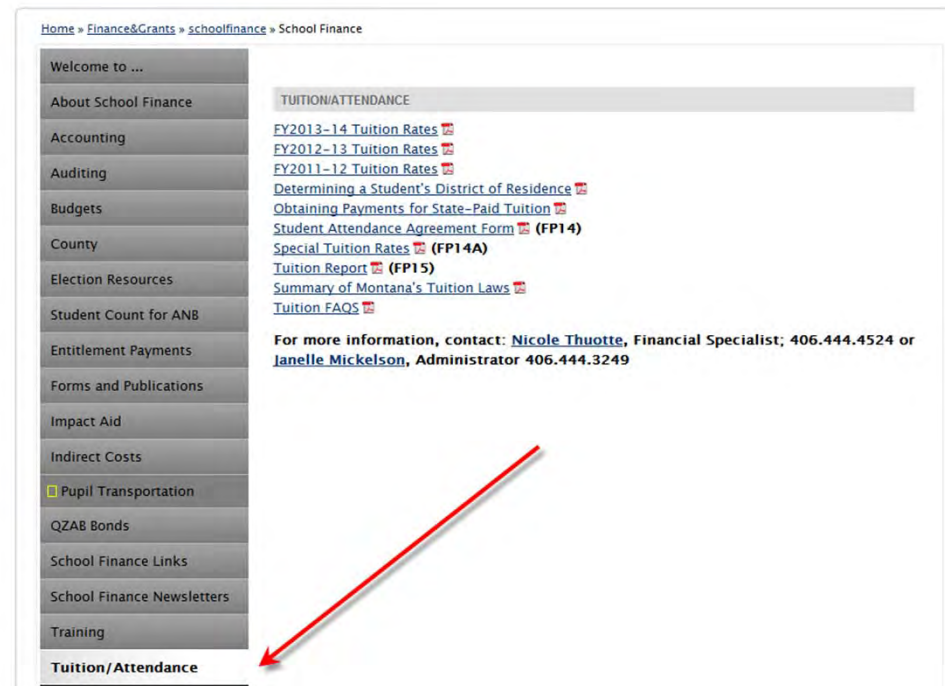 Home » Finance&Grants » schoolfinance » School Finance
Welcome to ...
About School Finance
Accounting
Auditing
Budgets
County
Election Resources
Student Count for ANB
Entitlement Payments
Forms and Publications
Impact Aid
Indirect Costs
Pupil Transportation
QZAB Bonds
School Finance Links
School Finance Newsletters
Training
Tuition/Attendance
TUITION/ATTENDANCE
FY2013-14 Tuition Rates
FY2012-13 Tuition Rates
FY2011-12 Tuition Rates
Determining a Student's District of Residence
Obtaining Payments for State-Paid Tuition
Student Attendance Agreement Form (FP14)
Special Tuition Rates (FP14A)
Tuition Report (FP15)
Summary of Montana's Tuition Laws
Tuition FAQS
For more information, contact: Nicole Thuotte, Financial Specialist; 406.444.4524 or
Janelle Mickelson, Administrator 406.444.3249